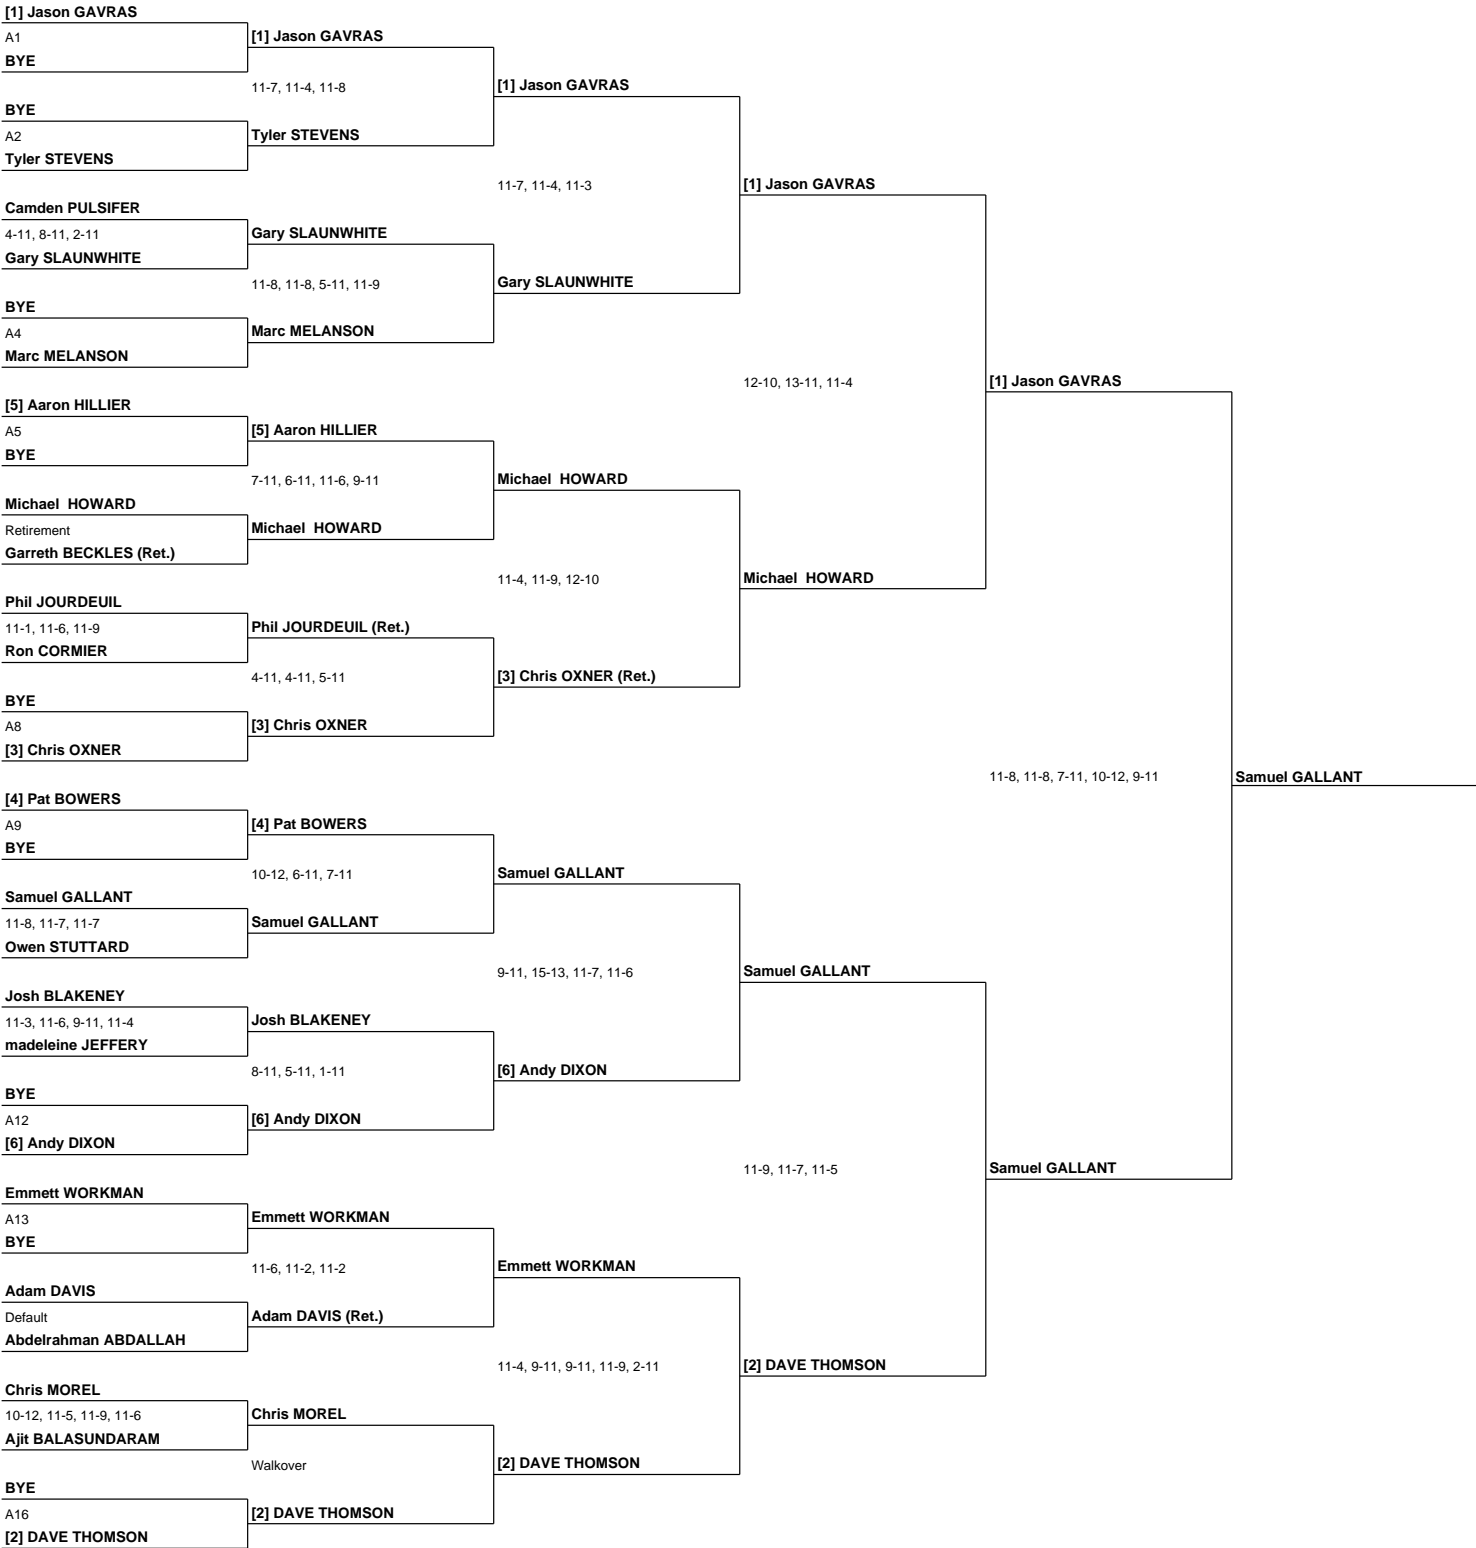 [1] Jason GAVRAS
A1
[1] Jason GAVRAS
BYE
11-7, 11-4, 11-8
[1] Jason GAVRAS
BYE
A2
Tyler STEVENS
Tyler STEVENS
11-7, 11-4, 11-3
[1] Jason GAVRAS
Camden PULSIFER
4-11, 8-11, 2-11
Gary SLAUNWHITE
Gary SLAUNWHITE
11-8, 11-8, 5-11, 11-9
Gary SLAUNWHITE
BYE
A4
Marc MELANSON
Marc MELANSON
12-10, 13-11, 11-4
[1] Jason GAVRAS
[5] Aaron HILLIER
A5
[5] Aaron HILLIER
BYE
7-11, 6-11, 11-6, 9-11
Michael  HOWARD
Michael  HOWARD
Retirement
Michael  HOWARD
Garreth BECKLES (Ret.)
11-4, 11-9, 12-10
Michael  HOWARD
Phil JOURDEUIL
11-1, 11-6, 11-9
Phil JOURDEUIL (Ret.)
Ron CORMIER
4-11, 4-11, 5-11
[3] Chris OXNER (Ret.)
BYE
A8
[3] Chris OXNER
[3] Chris OXNER
11-8, 11-8, 7-11, 10-12, 9-11
Samuel GALLANT
[4] Pat BOWERS
A9
[4] Pat BOWERS
BYE
10-12, 6-11, 7-11
Samuel GALLANT
Samuel GALLANT
11-8, 11-7, 11-7
Samuel GALLANT
Owen STUTTARD
9-11, 15-13, 11-7, 11-6
Samuel GALLANT
Josh BLAKENEY
11-3, 11-6, 9-11, 11-4
Josh BLAKENEY
madeleine JEFFERY
8-11, 5-11, 1-11
[6] Andy DIXON
BYE
A12
[6] Andy DIXON
[6] Andy DIXON
11-9, 11-7, 11-5
Samuel GALLANT
Emmett WORKMAN
A13
Emmett WORKMAN
BYE
11-6, 11-2, 11-2
Emmett WORKMAN
Adam DAVIS
Default
Adam DAVIS (Ret.)
Abdelrahman ABDALLAH
11-4, 9-11, 9-11, 11-9, 2-11
[2] DAVE THOMSON
Chris MOREL
10-12, 11-5, 11-9, 11-6
Chris MOREL
Ajit BALASUNDARAM
Walkover
[2] DAVE THOMSON
BYE
A16
[2] DAVE THOMSON
[2] DAVE THOMSON